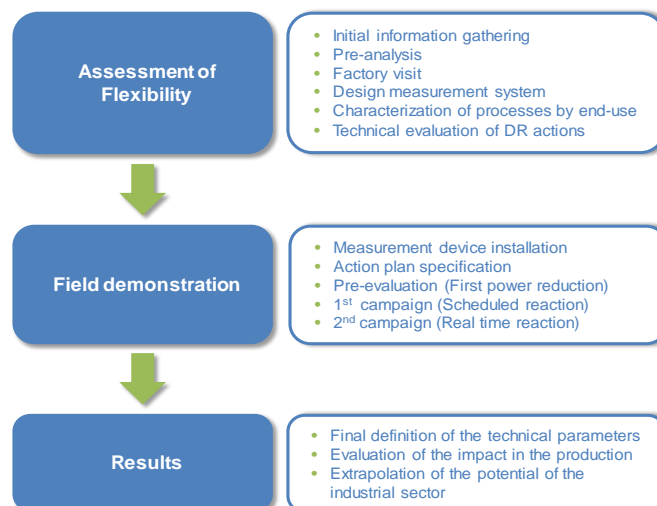 Assessment of
Flexibility
• Initial information gathering
• Pre-analysis
• Factory visit
• Design measurement system
• Characterization of processes by end-use
• Technical evaluation of DR actions
Field demonstration
• Measurement device installation
• Action plan specification
• Pre-evaluation (First power reduction)
• 1st campaign (Scheduled reaction)
• 2nd campaign (Real time reaction)
Results
• Final definition of the technical parameters
• Evaluation of the impact in the production
• Extrapolation of the potential of the
industrial sector